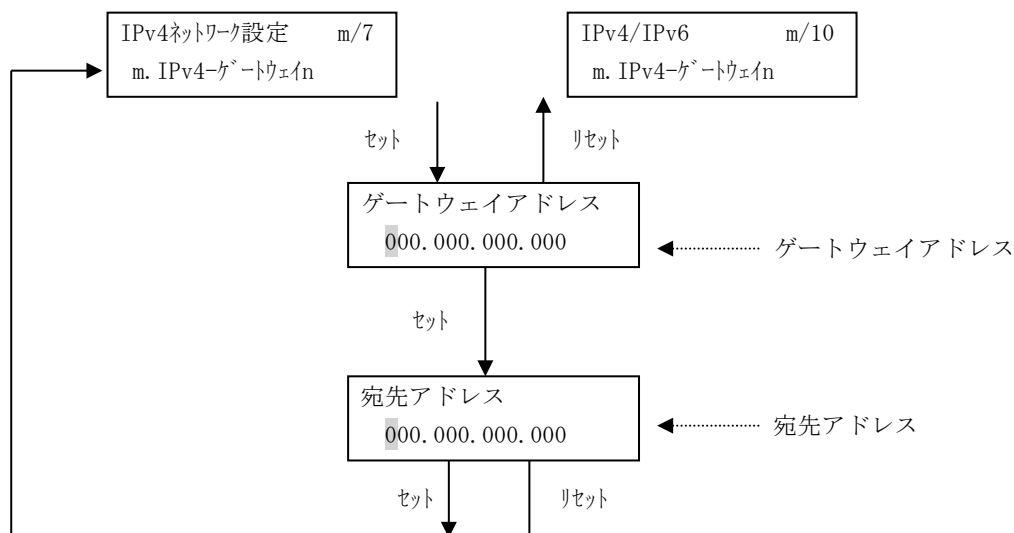 IPv4ﾈｯﾄﾜｰｸ設定 m/7
m. IPv4-ｹﾞｰﾄｳｪｲn
IPv4/IPv6 m/10
m. IPv4-ｹﾞｰﾄｳｪｲn
ｾｯﾄ
ﾘｾｯﾄ
ゲートウェイアドレス
000.000.000.000
ゲートウェイアドレス
ｾｯﾄ
宛先アドレス
000.000.000.000
宛先アドレス
ｾｯﾄ
ﾘｾｯﾄ